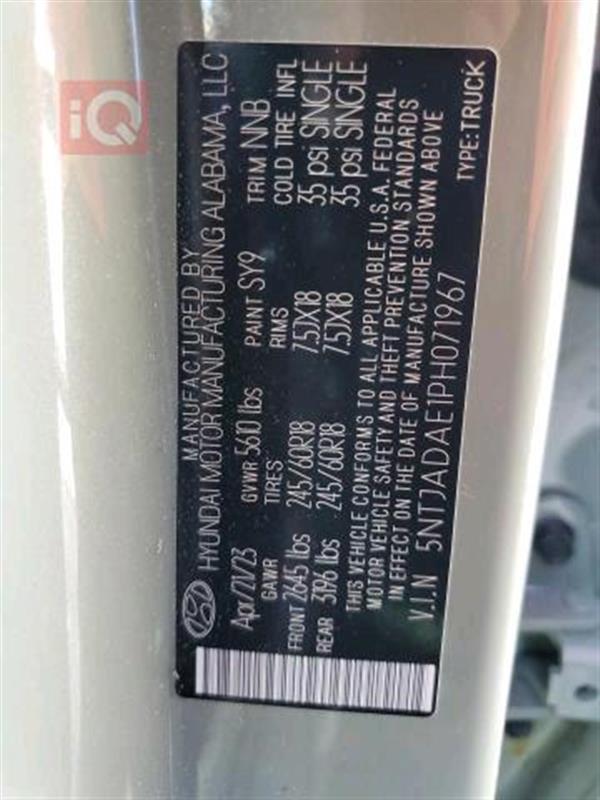 iQ
MANUFACTURED BY
HYUNDAI MOTOR MANUFACTURING ALABAMA, LLC
Apr/21/23 GVWR 5610 lbs PAINT SY9 TRIM NNB
GAWR TIRES RIMS COLD TIRE INFL
FRONT 2645 lbs 245/60R18 7.5JX18 35 psi SINGLE
REAR 3196 lbs 245/60R18 7.5JX18 35 psi SINGLE
THIS VEHICLE CONFORMS TO ALL APPLICABLE U.S.A. FEDERAL
MOTOR VEHICLE SAFETY AND THEFT PREVENTION STANDARDS
IN EFFECT ON THE DATE OF MANUFACTURE SHOWN ABOVE
V.I.N 5NTJADAE1PH071967 TYPE:TRUCK